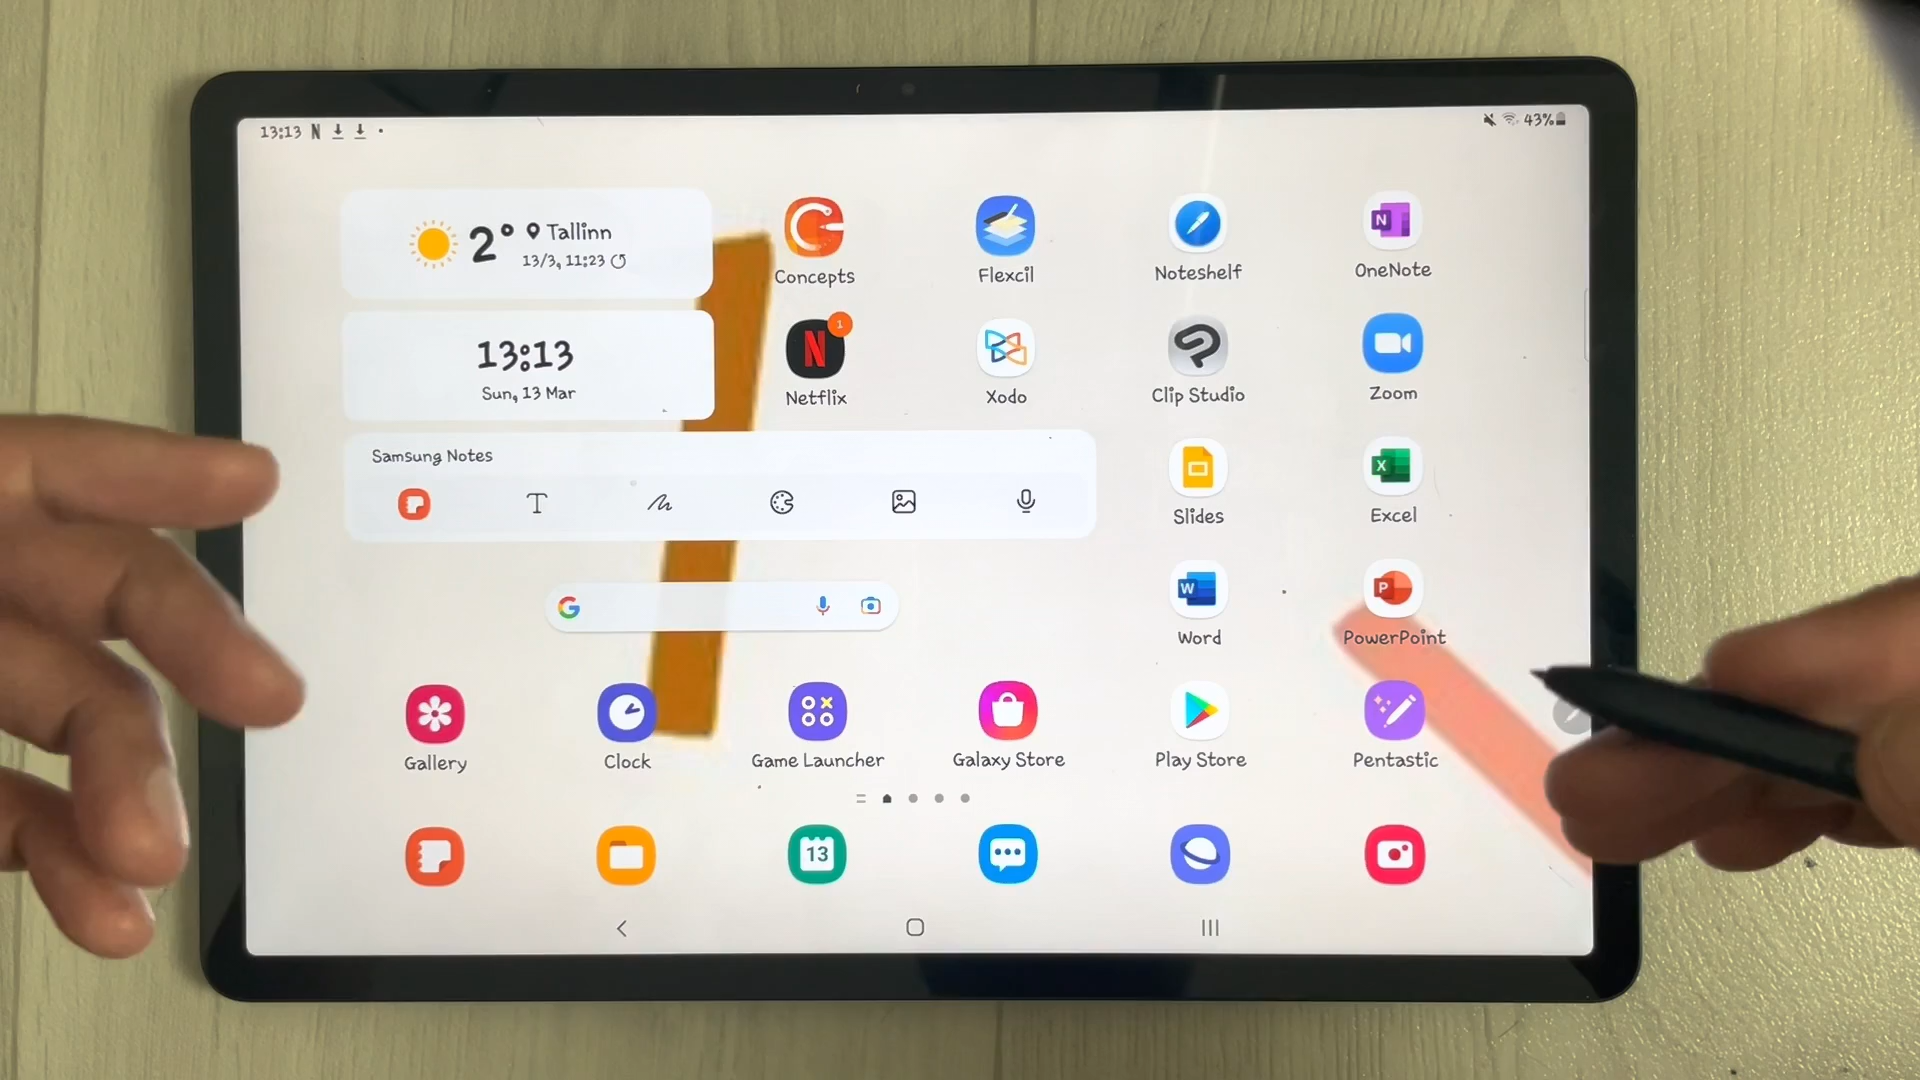 13:13 N
43%
2° Tallinn
13/3, 11:23
13:13
Sun, 13 Mar
Concepts
Flexcil
Noteshelf
N
OneNote
N
1
Netflix
Xodo
Clip Studio
Zoom
Samsung Notes
T
Slides
X
Excel
G
W
Word
P
PowerPoint
Gallery
Clock
Game Launcher
Galaxy Store
Play Store
Pentastic
13